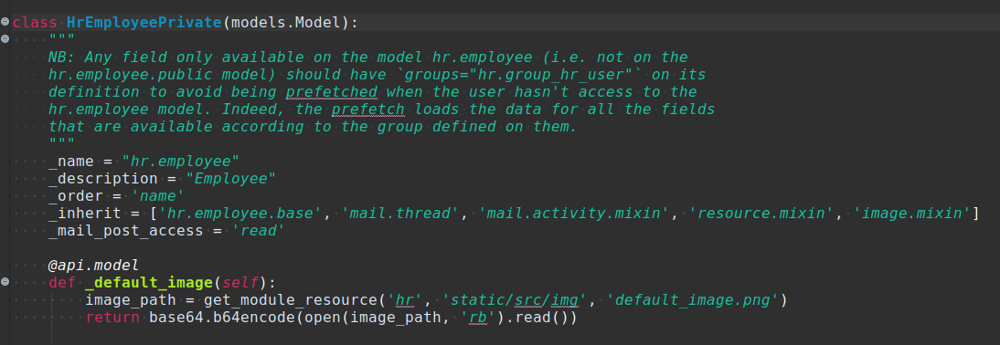 class HrEmployeePrivate(models.Model):
    """
    NB: Any field only available on the model hr.employee (i.e. not on the
    hr.employee.public model) should have `groups="hr.group_hr_user"` on its
    definition to avoid being prefetched when the user hasn't access to the
    hr.employee model. Indeed, the prefetch loads the data for all the fields
    that are available according to the group defined on them.
    """
    _name = "hr.employee"
    _description = "Employee"
    _order = 'name'
    _inherit = ['hr.employee.base', 'mail.thread', 'mail.activity.mixin', 'resource.mixin', 'image.mixin']
    _mail_post_access = 'read'

    @api.model
    def _default_image(self):
        image_path = get_module_resource('hr', 'static/src/img', 'default_image.png')
        return base64.b64encode(open(image_path, 'rb').read())